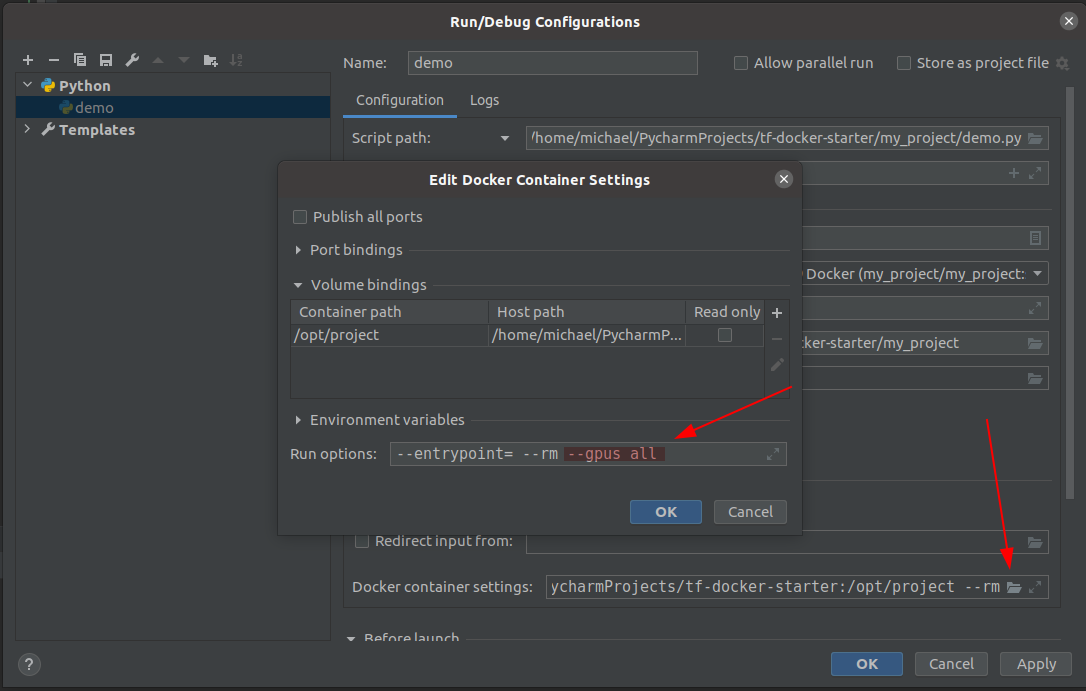 Run/Debug Configurations
Name: demo Allow parallel run Store as project file
Python
demo
Templates
Configuration Logs
Script path: /home/michael/PycharmProjects/tf-docker-starter/my_project/demo.py
Edit Docker Container Settings
Publish all ports
Port bindings
Docker (my_project/my_project:
Volume bindings
Container path Host path Read only
/opt/project /home/michael/PycharmP...
cker-starter/my_project
Environment variables
Run options: --entrypoint= --rm --gpus all
OK Cancel
Redirect input from:
Docker container settings: ycharmProjects/tf-docker-starter:/opt/project --rm
Before launch
? OK Cancel Apply